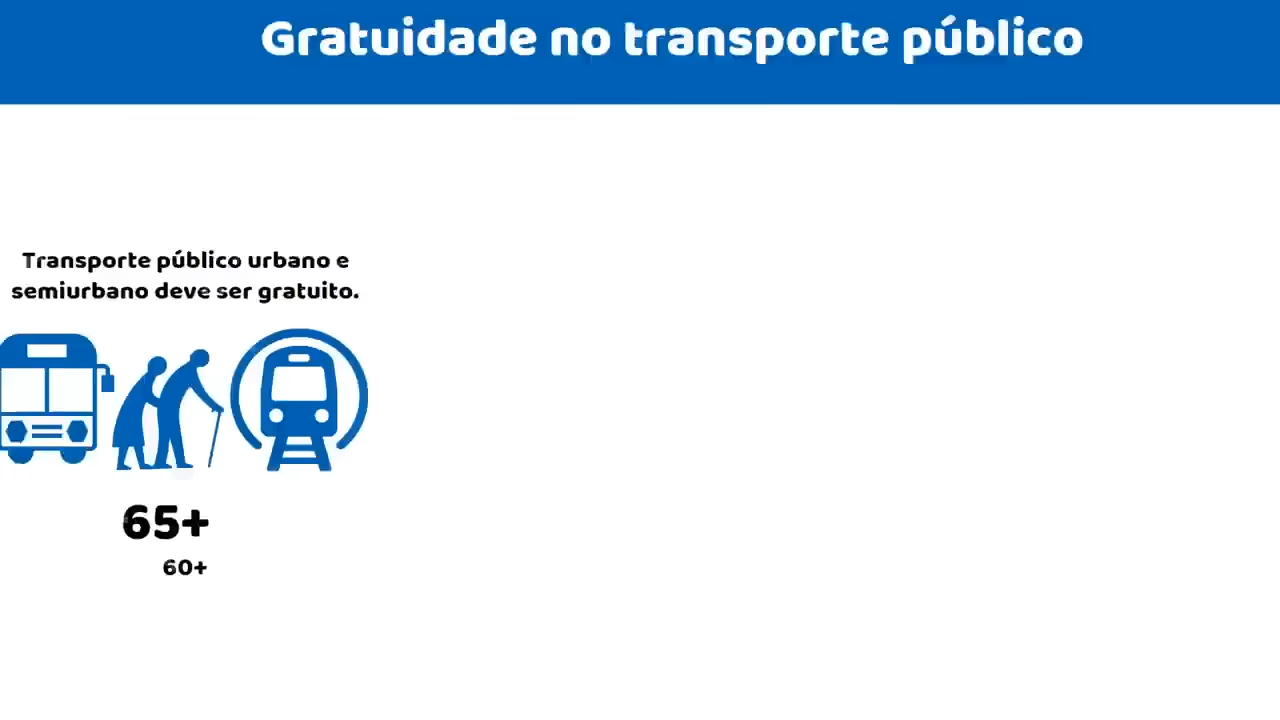 Gratuidade no transporte público
Transporte público urbano e
semiurbano deve ser gratuito.
65+
60+